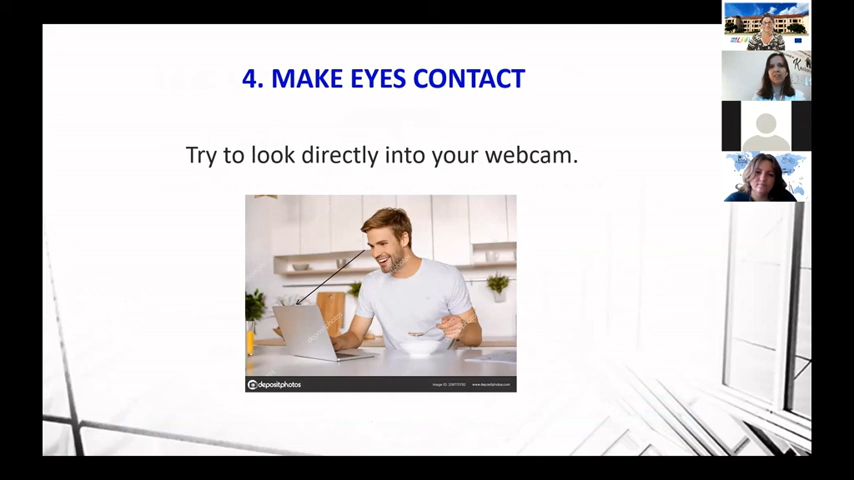 4. MAKE EYES CONTACT
Try to look directly into your webcam.
depositphotos